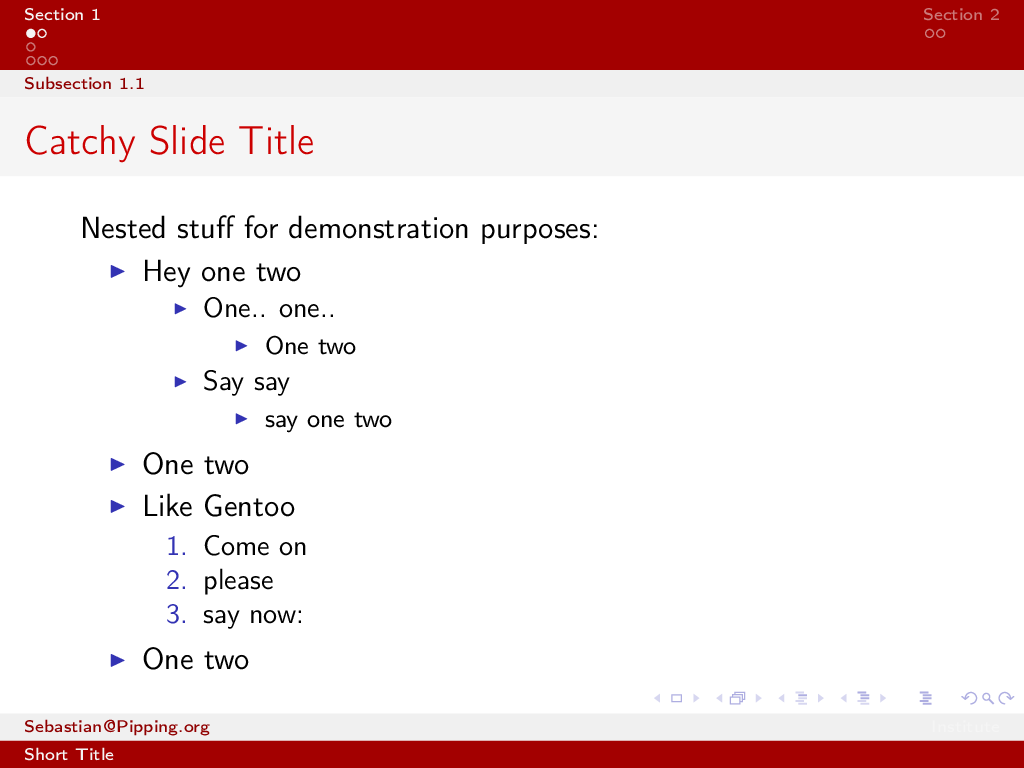 Section 1
Section 2
Subsection 1.1
Catchy Slide Title
Nested stuff for demonstration purposes:
Hey one two
One.. one..
One two
Say say
say one two
One two
Like Gentoo
1. Come on
2. please
3. say now:
One two
Sebastian@Pipping.org
Institute
Short Title